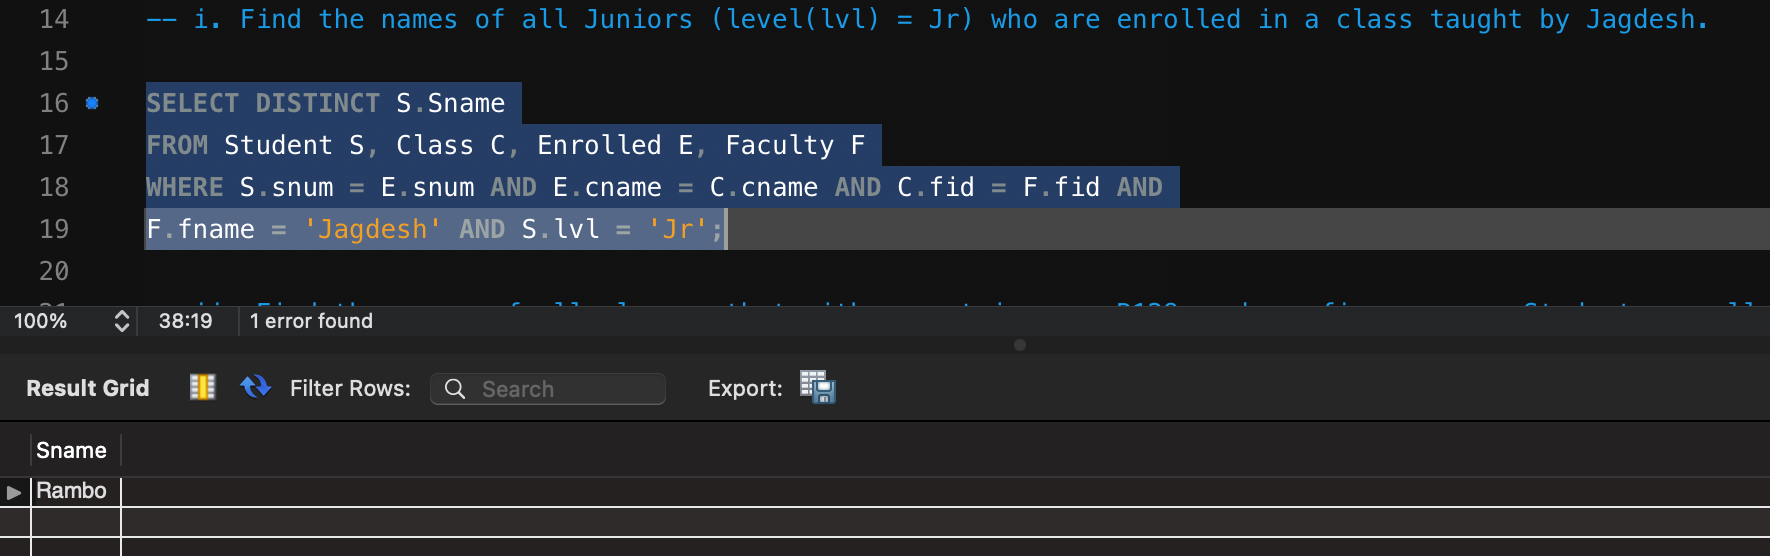 14 -- i. Find the names of all Juniors (level(lvl) = Jr) who are enrolled in a class taught by Jagdesh.
15
16 SELECT DISTINCT S.Sname
17 FROM Student S, Class C, Enrolled E, Faculty F
18 WHERE S.snum = E.snum AND E.cname = C.cname AND C.fid = F.fid AND
19 F.fname = 'Jagdesh' AND S.lvl = 'Jr';
20
100% 38:19 1 error found
Result Grid Filter Rows: Search Export:
Sname
Rambo